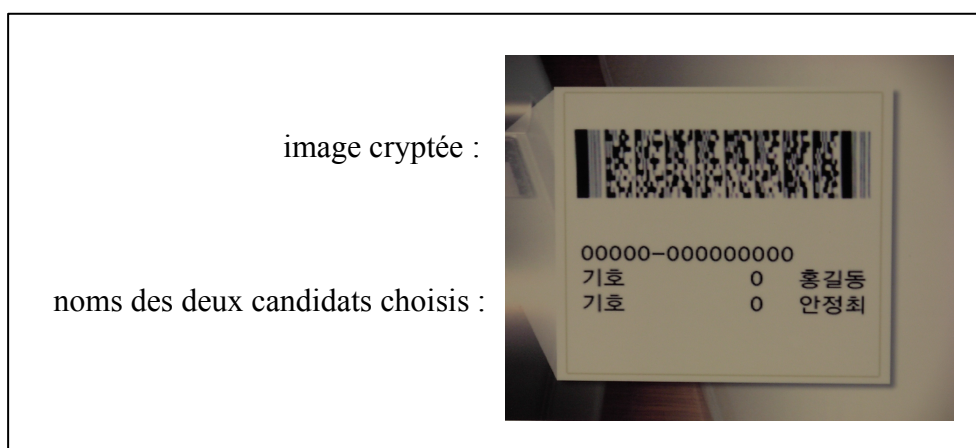 image cryptée :
00000-000000000
기호 0 홍길동
noms des deux candidats choisis :
기호 0 안정최